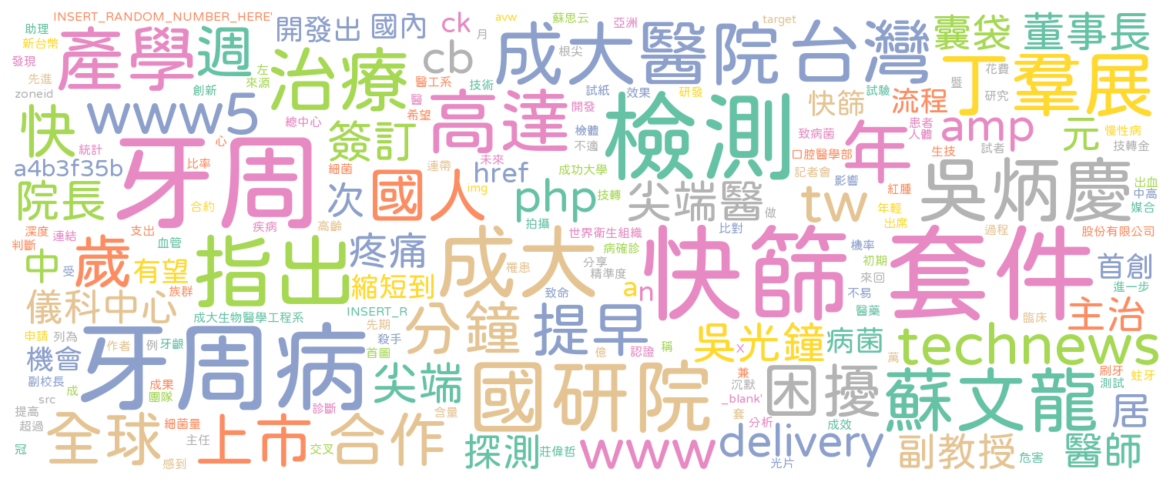 助理 INSERT_RANDOM_NUMBER_HERE' 開發出 國內 ck avw 蘇思云 亞洲 target 囊袋 董事長
新台幣 產學 週 月 成大醫院 台灣 根尖
發現 先進 治療 cb 暨 花費 丁羣展
zoneid 創新 左 來源 醫工系 技術 試紙 效果 研發 試驗 研究
快 www5 醫 高達 開發 檢測 快篩 流程
統計 總中心 簽訂 希望 檢體 不適 致病菌 年 患者 人體 amp 元 慢性病 技轉金
a4b3f35b 比率 心 細菌 連帶 未來 成功大學 口腔醫學部 生技 試者
院長 牙周 次 國人 href img php 技轉 尖端醫 記者會 影響 紅腫 tw 吳炳慶 出血 中高 媒合
合約 疾病 高齡 拍攝 做 年輕 出席
深度 連結 支出 世界衛生組織 比對 過程 股份有限公司
判斷 中 受 歲 血管 有望 族群 指出 疼痛 成大 罹患 病確診 分享 精準度 快篩套件 機率 初期 來回 首創 進一步
儀科中心 縮短到 致命 an 不易 醫藥 臨床
成大生物醫學工程系 INSERT_R 分鐘 提早 吳光鐘 x 病菌 主治
申請 列為 作者 例 牙齦 先期 殺手 億 認證 稱 萬 technews
機會 牙周病 首圖 尖端 國研院 兼 沉默 困擾 刷牙 蛀牙
副校長 成 成果 團隊 診斷 _blank' 測試
src 提高 含量 套 蘇文龍 居
超過 全球 細菌量 上市 合作 分析 成效
冠 主任 交叉 探測 www delivery 副教授 醫師
感到 莊偉哲 光片 危害